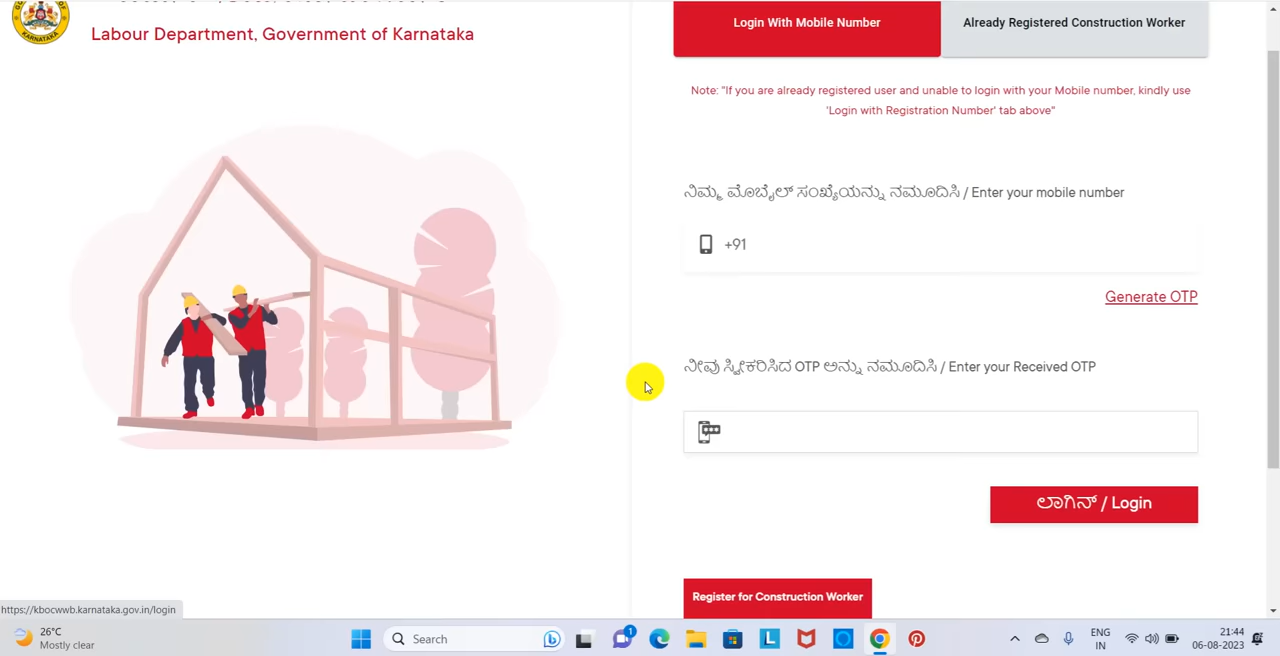 Labour Department, Government of Karnataka
Login With Mobile Number
Already Registered Construction Worker
Note: "If you are already registered user and unable to login with your Mobile number, kindly use
'Login with Registration Number' tab above"
ನಿಮ್ಮ ಮೊಬೈಲ್ ಸಂಖ್ಯೆಯನ್ನು ನಮೂದಿಸಿ / Enter your mobile number
+91
Generate OTP
ನೀವು ಸ್ವೀಕರಿಸಿದ OTP ಅನ್ನು ನಮೂದಿಸಿ / Enter your Received OTP
ಲಾಗಿನ್ / Login
Register for Construction Worker
https://kbocwwb.karnataka.gov.in/login
26°C
Mostly clear
Search
1
ENG
IN
21:44
06-08-2023